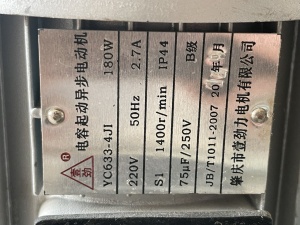 壹劲 ®
电容起动异步电动机
YC633-4JI 180W
220V 50Hz 2.7A
S1 1400r/min IP44
75μF/250V B级
JB/T1011-2007 20 年 月
肇庆市壹劲力电机有限公司